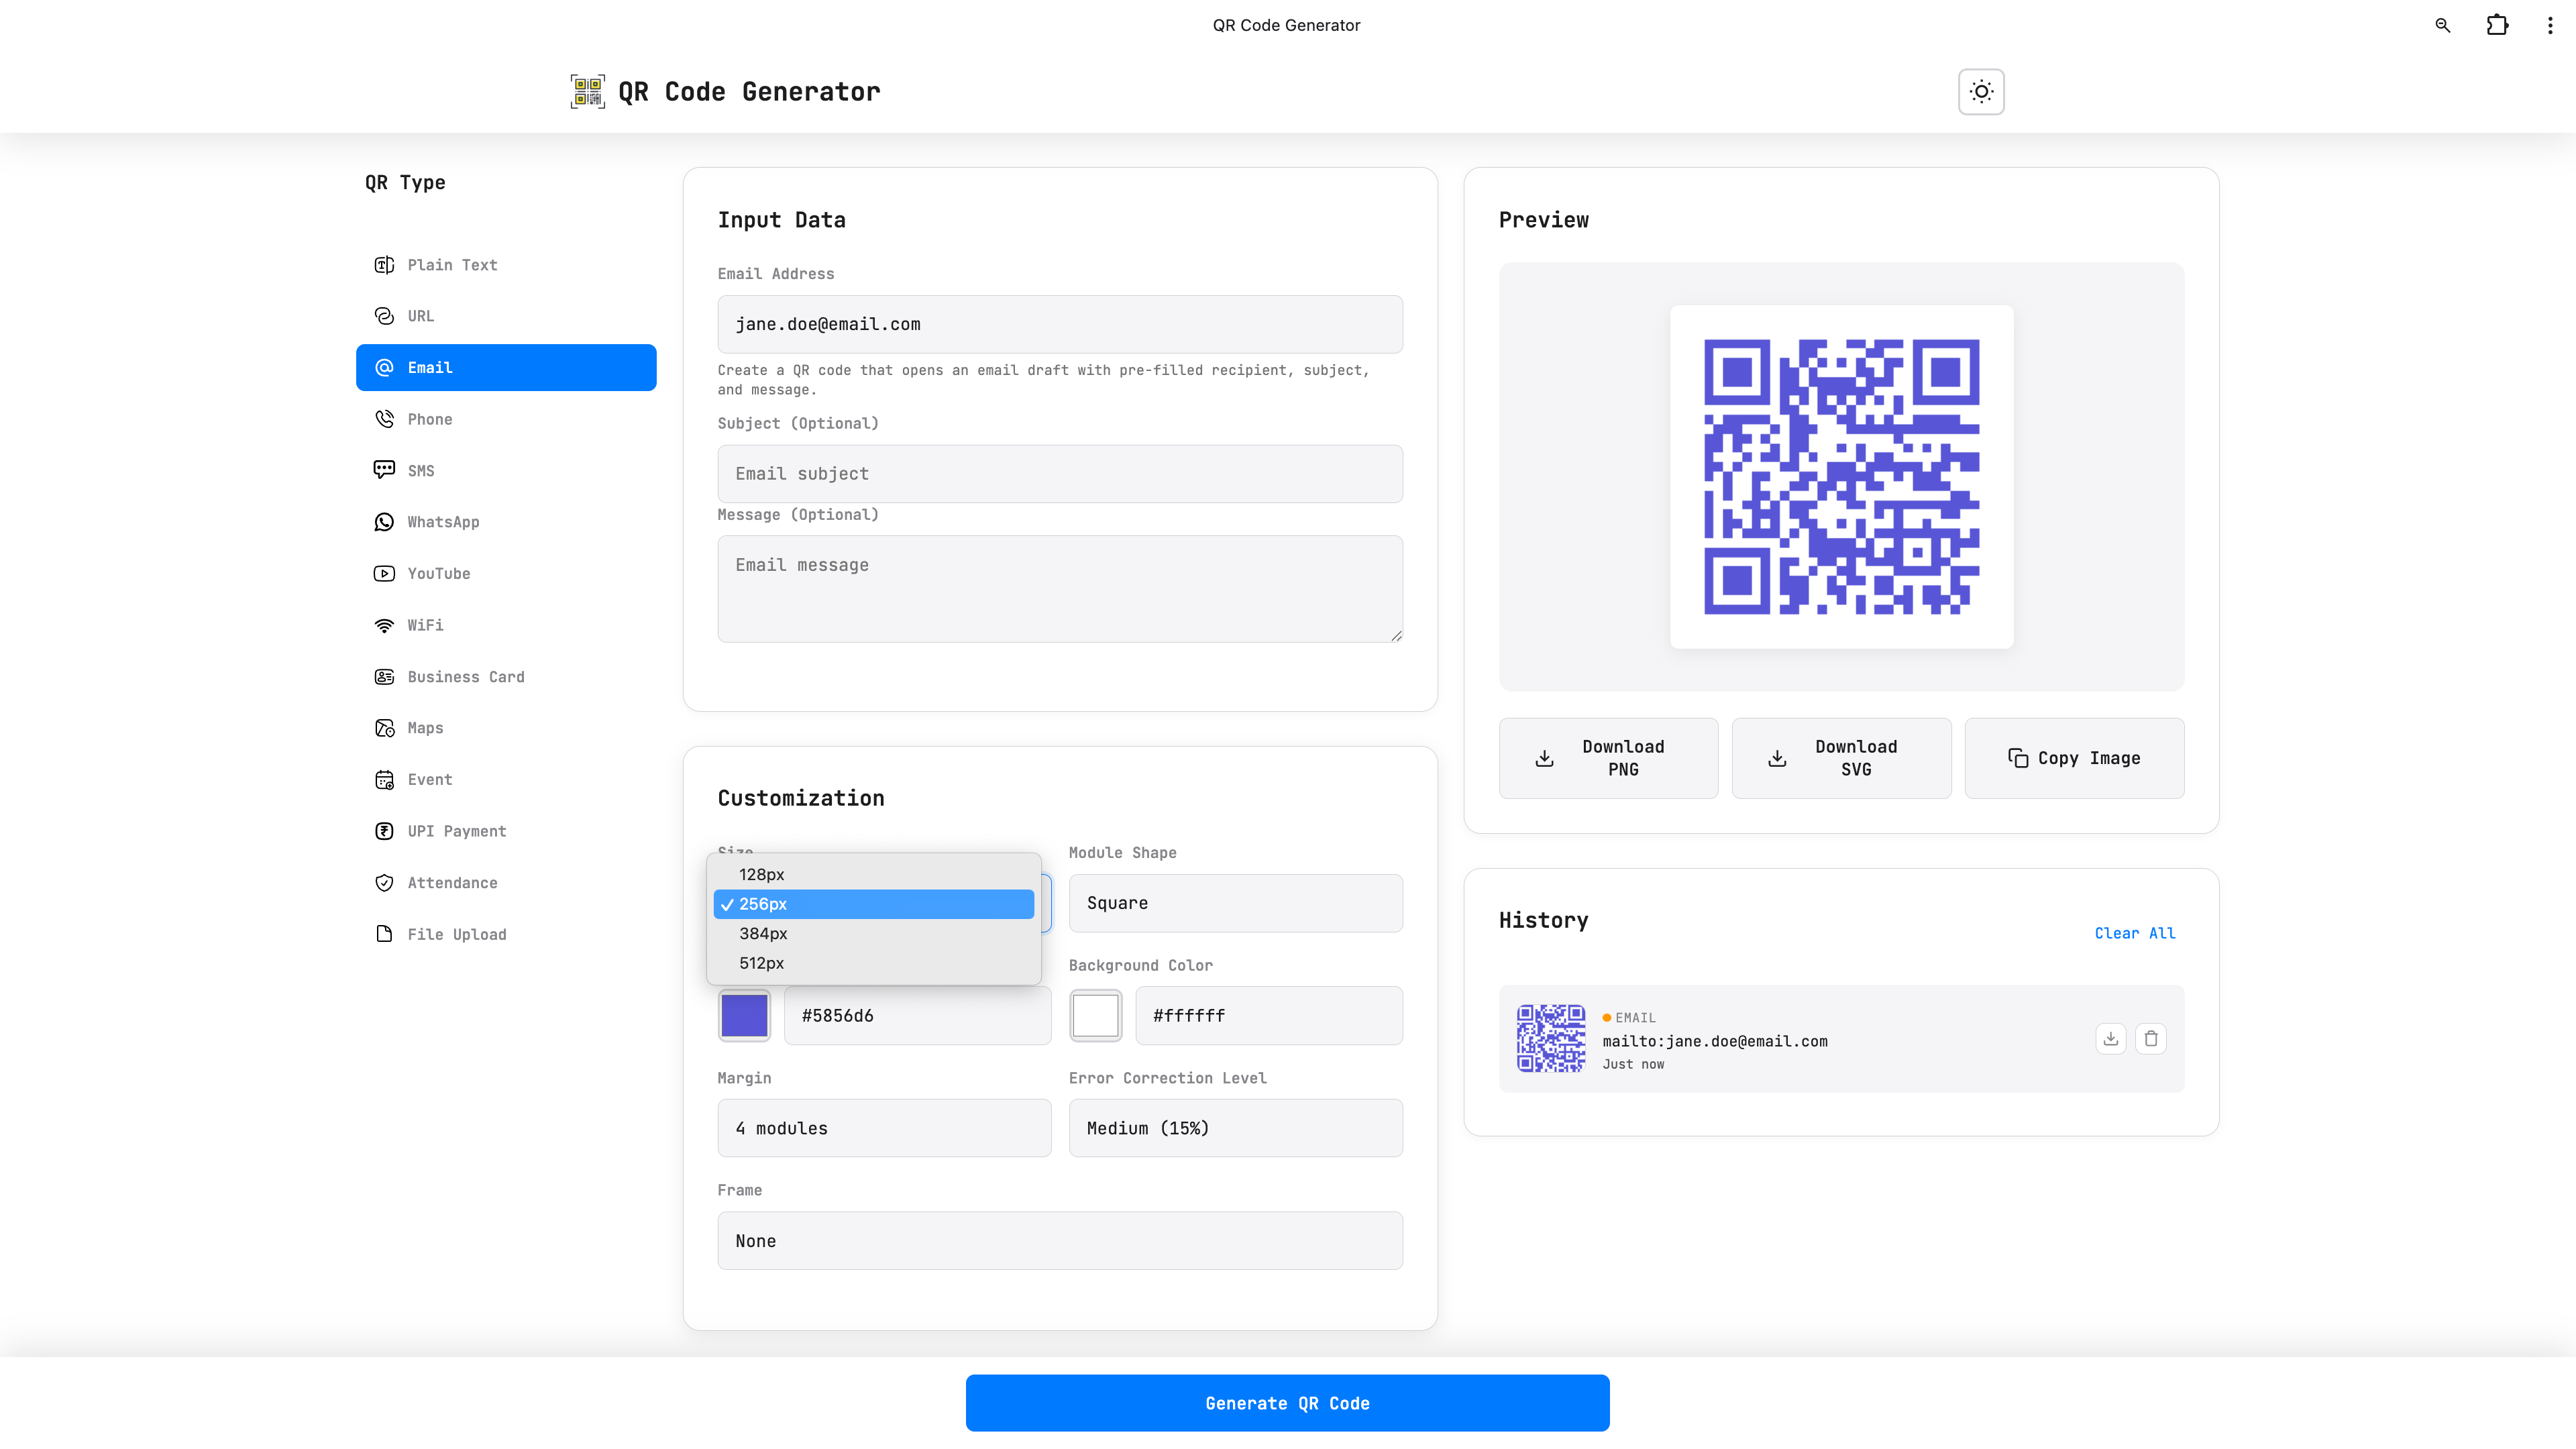 QR Code Generator
QR Code Generator
QR Type
Plain Text
URL
Email
Phone
SMS
WhatsApp
YouTube
WiFi
Business Card
Maps
Event
UPI Payment
Attendance
File Upload
Input Data
Email Address
jane.doe@email.com
Create a QR code that opens an email draft with pre-filled recipient, subject,
and message.
Subject (Optional)
Email subject
Message (Optional)
Email message
Customization
Size
128px
256px
384px
512px
Module Shape
Square
#5856d6
Background Color
#ffffff
Margin
4 modules
Error Correction Level
Medium (15%)
Frame
None
Preview
Download
PNG
Download
SVG
Copy Image
History
Clear All
EMAIL
mailto:jane.doe@email.com
Just now
Generate QR Code